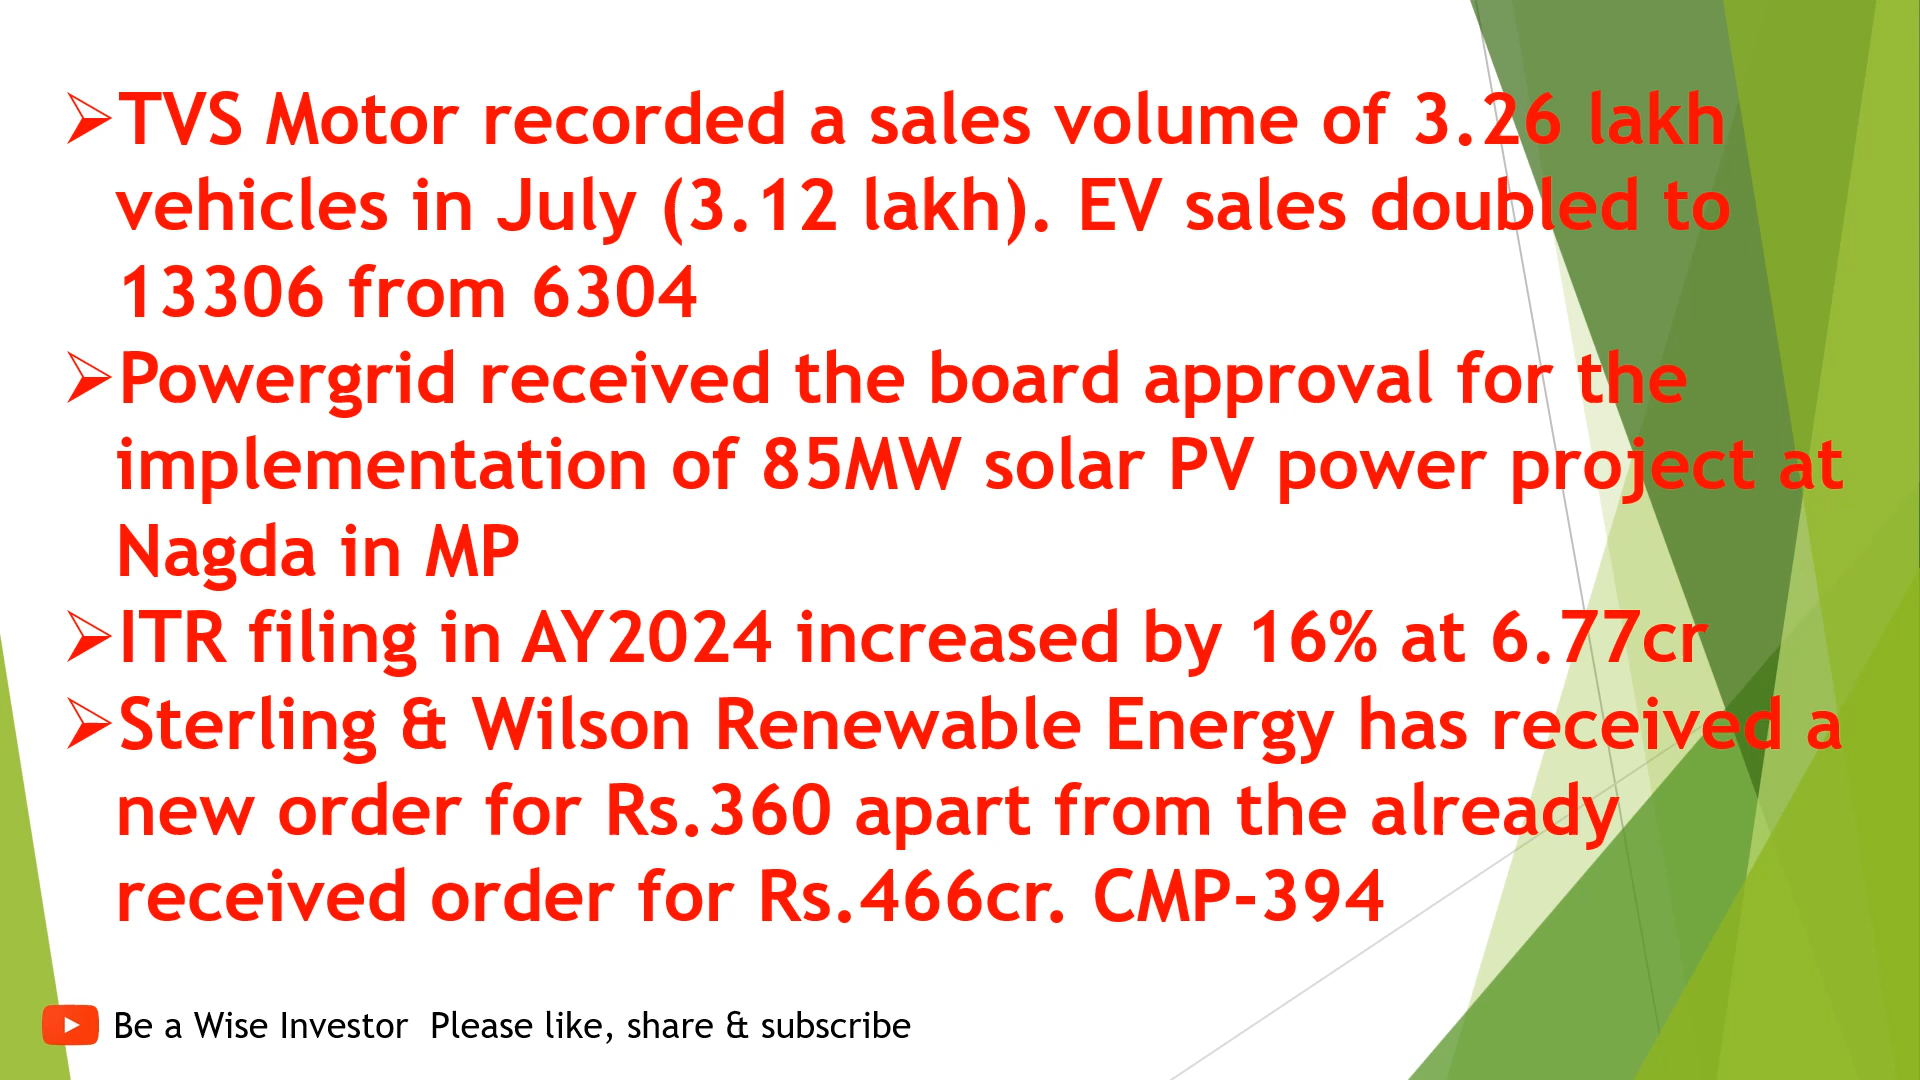 ➢TVS Motor recorded a sales volume of 3.26 lakh
vehicles in July (3.12 lakh). EV sales doubled to
13306 from 6304
➢Powergrid received the board approval for the
implementation of 85MW solar PV power project at
Nagda in MP
➢ITR filing in AY2024 increased by 16% at 6.77cr
➢Sterling & Wilson Renewable Energy has received a
new order for Rs.360 apart from the already
received order for Rs.466cr. CMP-394
Be a Wise Investor  Please like, share & subscribe